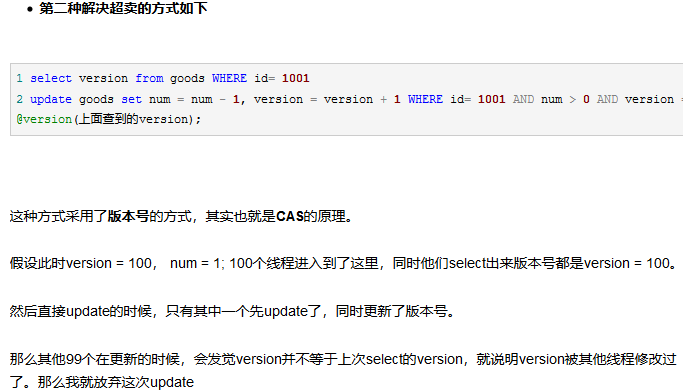 第二种解决超卖的方式如下
1 select version from goods WHERE id= 1001
2 update goods set num = num - 1, version = version + 1 WHERE id= 1001 AND num > 0 AND version =
@version(上面查到的version);
这种方式采用了版本号的方式，其实也就是CAS的原理。
假设此时version = 100， num = 1; 100个线程进入到了这里，同时他们select出来版本号都是version = 100。
然后直接update的时候，只有其中一个先update了，同时更新了版本号。
那么其他99个在更新的时候，会发觉version并不等于上次select的version，就说明version被其他线程修改过
了。那么我就放弃这次update